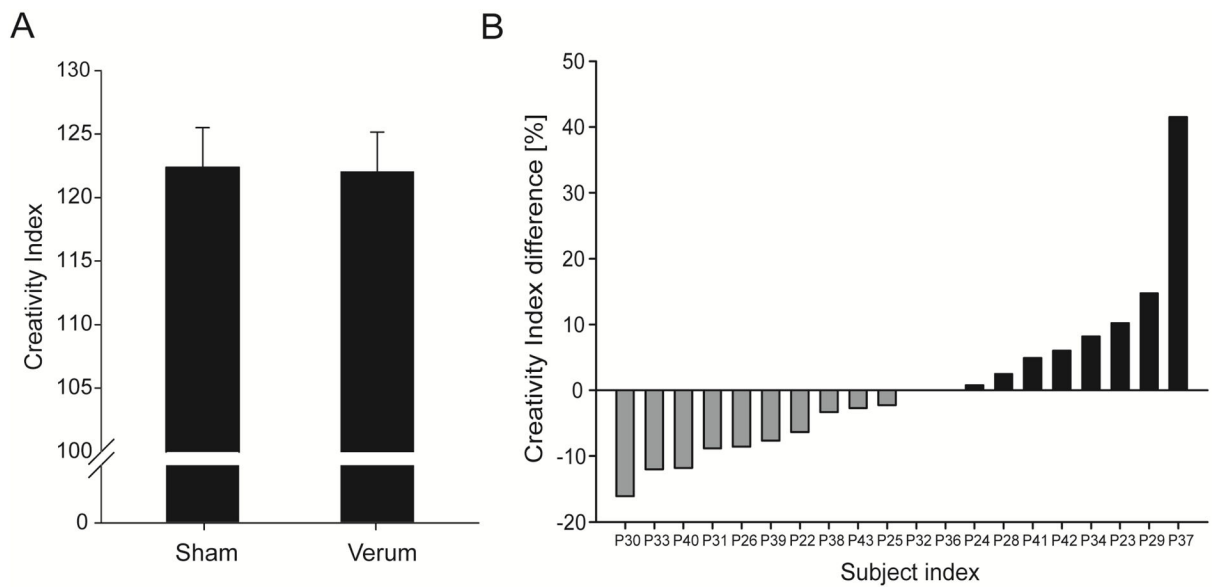 A
Creativity Index
130
125
120
115
110
105
100
0
Sham Verum
B
Creativity Index difference [%]
50
40
30
20
10
0
-10
-20
P30 P33 P40 P31 P26 P39 P22 P38 P43 P25 P32 P36 P24 P28 P41 P42 P34 P23 P29 P37
Subject index